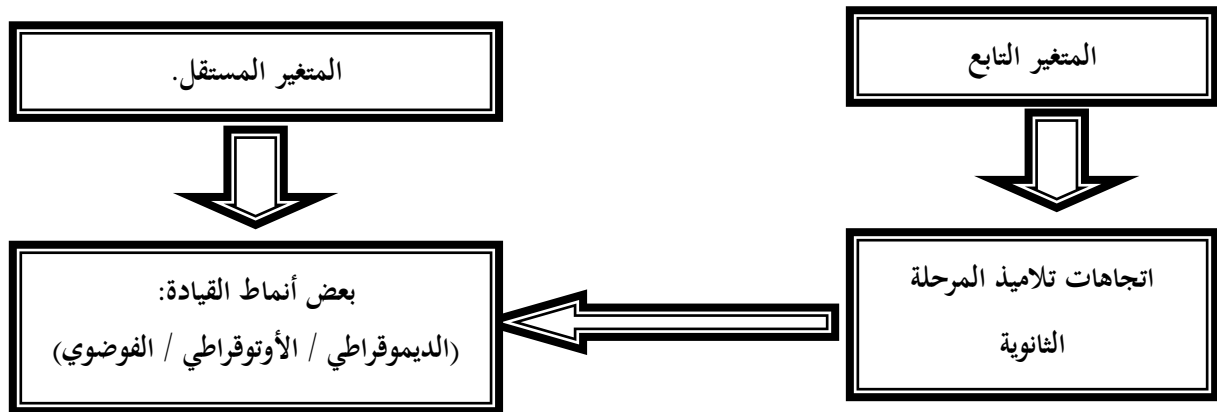 المتغير التابع
المتغير المستقل.
اتجاهات تلاميذ المرحلة
الثانوية
بعض أنماط القيادة:
(الديموقراطي / الأوتوقراطي / الفوضوي)